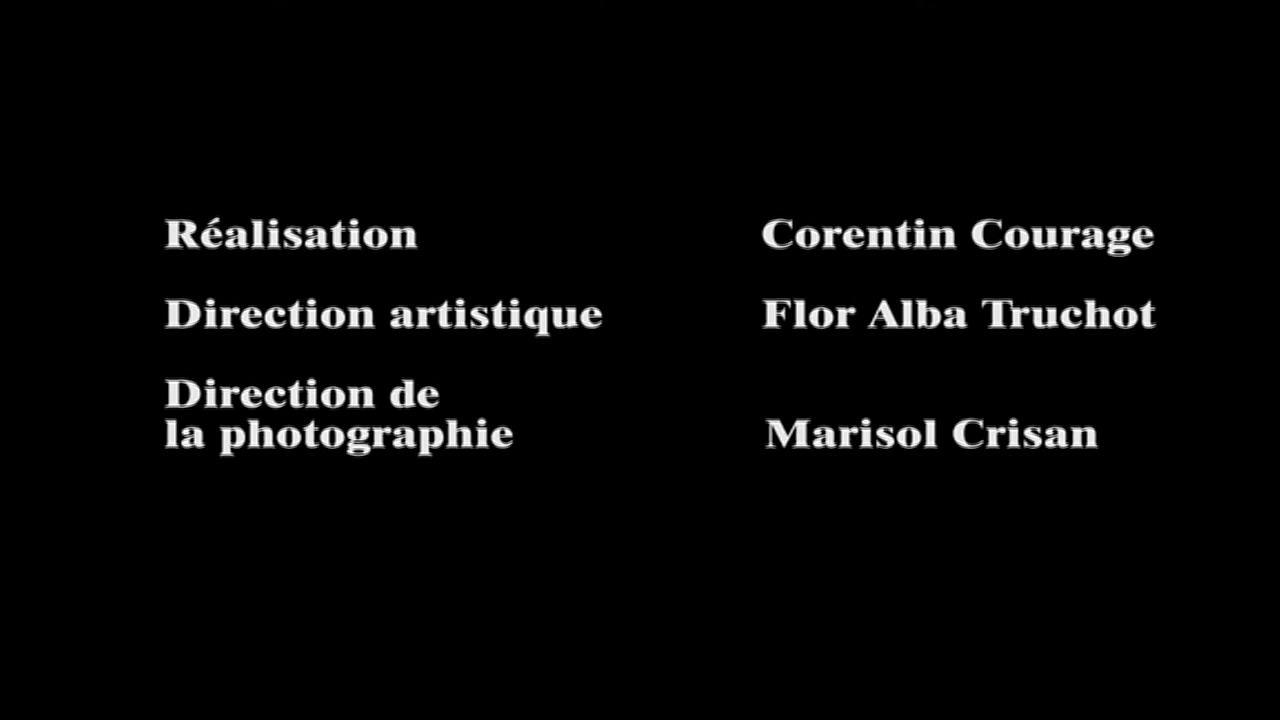 Réalisation Corentin Courage
Direction artistique Flor Alba Truchot
Direction de
la photographie Marisol Crisan